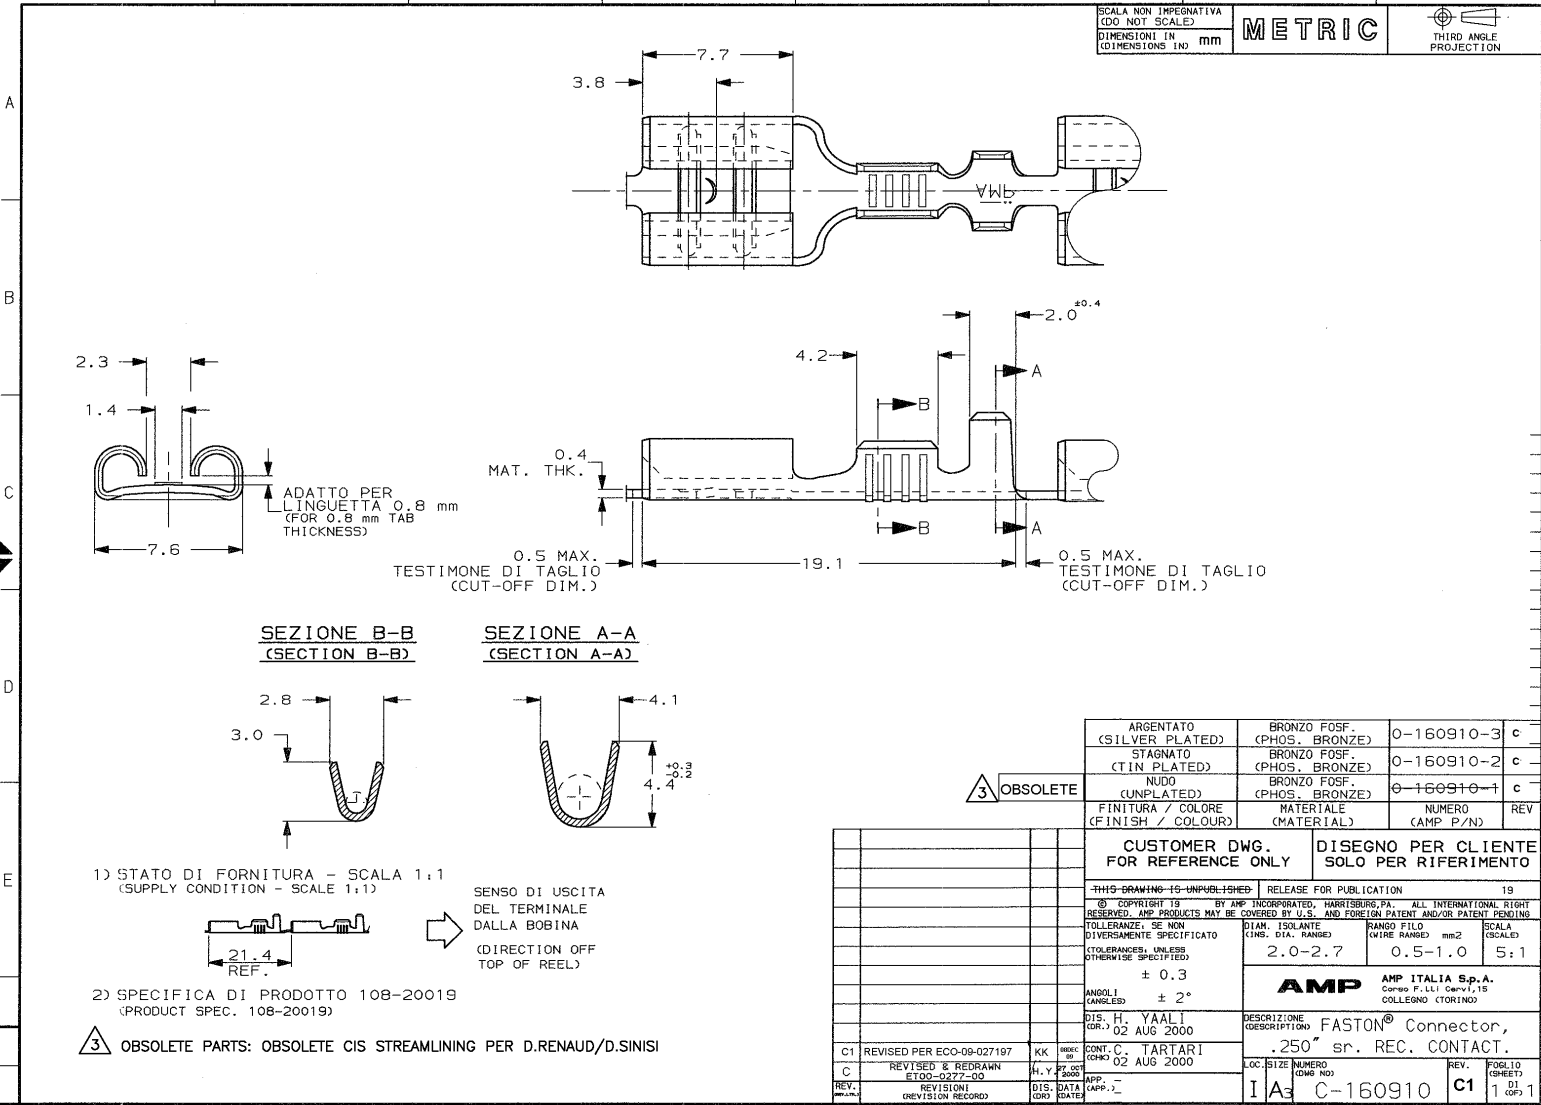 SCALA NON IMPEGNATIVA
(DO NOT SCALE)
DIMENSIONI IN
(DIMENSIONS IN) mm
METRIC
THIRD ANGLE
PROJECTION
A
B
C
D
E
7.7
3.8
AMP
2.0 ±0.4
4.2
A
B
2.3
1.4
0.4
MAT. THK.
ADATTO PER
LINGUETTA 0.8 mm
(FOR 0.8 mm TAB
THICKNESS)
7.6
B
A
0.5 MAX.
TESTIMONE DI TAGLIO
(CUT-OFF DIM.)
19.1
0.5 MAX.
TESTIMONE DI TAGLIO
(CUT-OFF DIM.)
SEZIONE B-B
(SECTION B-B)
SEZIONE A-A
(SECTION A-A)
2.8
3.0
4.1
4.4 +0.3 -0.2
1) STATO DI FORNITURA - SCALA 1:1
(SUPPLY CONDITION - SCALE 1:1)
21.4
REF.
SENSO DI USCITA
DEL TERMINALE
DALLA BOBINA
(DIRECTION OFF
TOP OF REEL)
2) SPECIFICA DI PRODOTTO 108-20019
(PRODUCT SPEC. 108-20019)
3 OBSOLETE PARTS: OBSOLETE CIS STREAMLINING PER D.RENAUD/D.SINISI
ARGENTATO
(SILVER PLATED)
BRONZO FOSF.
(PHOS. BRONZE)
0-160910-3 C
STAGNATO
(TIN PLATED)
BRONZO FOSF.
(PHOS. BRONZE)
0-160910-2 C
3 OBSOLETE
NUDO
(UNPLATED)
BRONZO FOSF.
(PHOS. BRONZE)
0-160910-1 C
FINITURA / COLORE
(FINISH / COLOUR)
MATERIALE
(MATERIAL)
NUMERO
(AMP P/N)
REV
CUSTOMER DWG.
FOR REFERENCE ONLY
DISEGNO PER CLIENTE
SOLO PER RIFERIMENTO
THIS DRAWING IS UNPUBLISHED RELEASE FOR PUBLICATION 19
© COPYRIGHT 19 BY AMP INCORPORATED, HARRISBURG,PA. ALL INTERNATIONAL RIGHT
RESERVED. AMP PRODUCTS MAY BE COVERED BY U.S. AND FOREIGN PATENT AND/OR PATENT PENDING
TOLLERANZE: SE NON
DIVERSAMENTE SPECIFICATO
(TOLERANCES: UNLESS
OTHERWISE SPECIFIED)
± 0.3
ANGOLI
(ANGLES) ± 2°
DIAM. ISOLANTE
(INS. DIA. RANGE)
2.0-2.7
RANGO FILO
(WIRE RANGE) mm2
0.5-1.0
SCALA
(SCALE)
5:1
AMP
AMP ITALIA S.p.A.
Corso F.lli Cervi,15
COLLEGNO (TORINO)
DIS. H. YAALI
(DR.) 02 AUG 2000
DESCRIZIONE
(DESCRIPTION) FASTON® Connector,
.250" sr. REC. CONTACT.
C1 REVISED PER ECO-09-027197 KK 08DEC 09
CONT. C. TARTARI
(CHK) 02 AUG 2000
C REVISED & REDRAWN
ET00-0277-00 H.Y. 27 OCT 2000
APP. -
(APP.) -
REV. REVISIONI
(REVISION RECORD)
DIS. (DR) DATA (DATE)
LOC. I
SIZE A3
NUMERO
(DWG NO)
C-160910
REV.
C1
FOGLIO
(SHEET)
1 DI (OF) 1